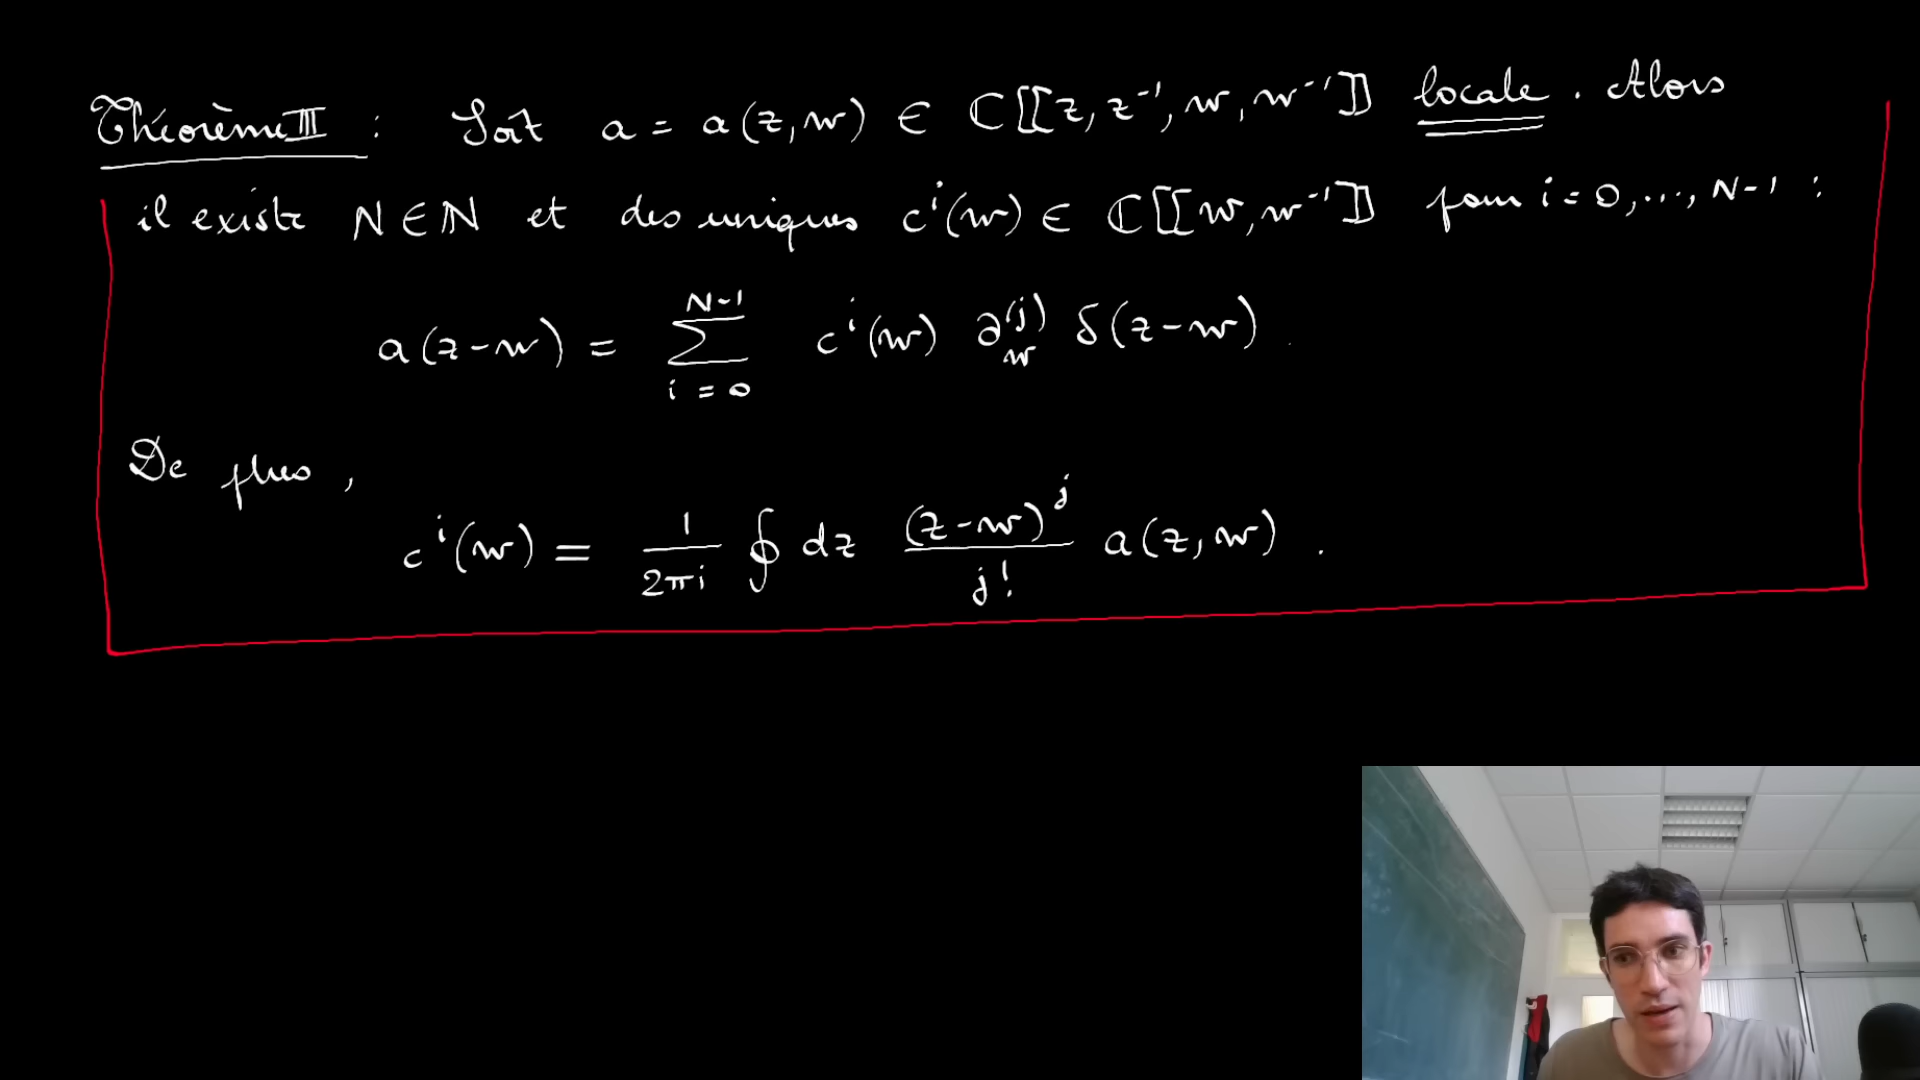 Théorème III : Soit a = a(z,w) ∈ ℂ[[z, z⁻¹, w, w⁻¹]] locale. Alors
il existe N ∈ ℕ et des uniques cⁱ(w) ∈ ℂ[[w, w⁻¹]] pour i = 0, ..., N-1 :
a(z-w) = ∑_{i=0}^{N-1} cⁱ(w) ∂_w^{(j)} δ(z-w).
De plus,
cⁱ(w) = 1/(2πi) ∮ dz (z-w)^j/j! a(z,w).